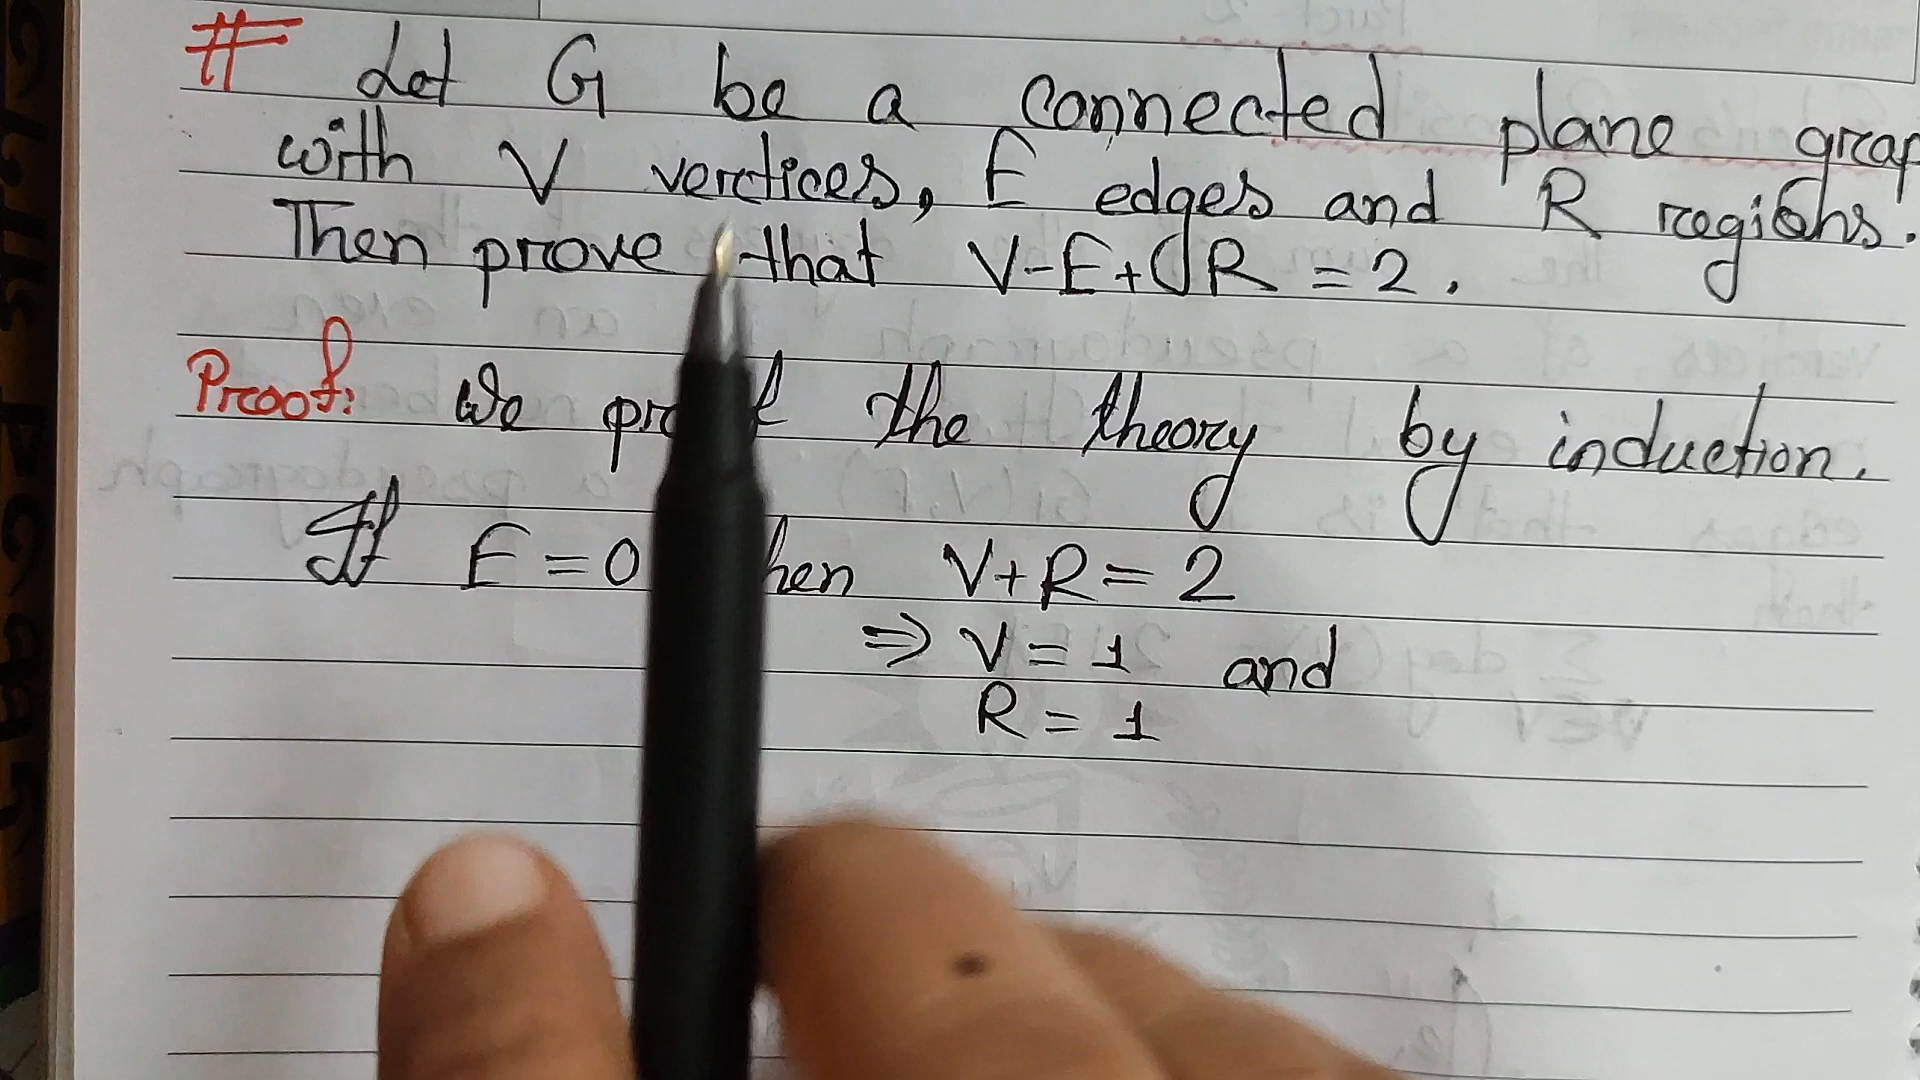 # Let G be a connected plane grap
with V vertices, E edges and R regions.
Then prove that V-E+R=2.
Proof: We the theory by induction.
If E=0 V+R=2
⇒ V=1 and
R=1